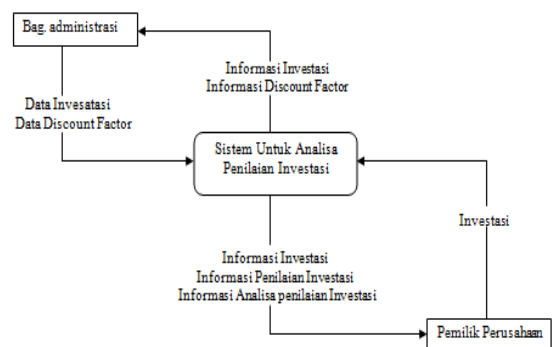 Bag. administrasi
Informasi Investasi
Informasi Discount Factor
Data Invesatasi
Data Discount Factor
Sistem Untuk Analisa
Penilaian Investasi
Investasi
Informasi Investasi
Informasi Penilaian Investasi
Informasi Analisa penilaian Investasi
Pemilik Perusahaan